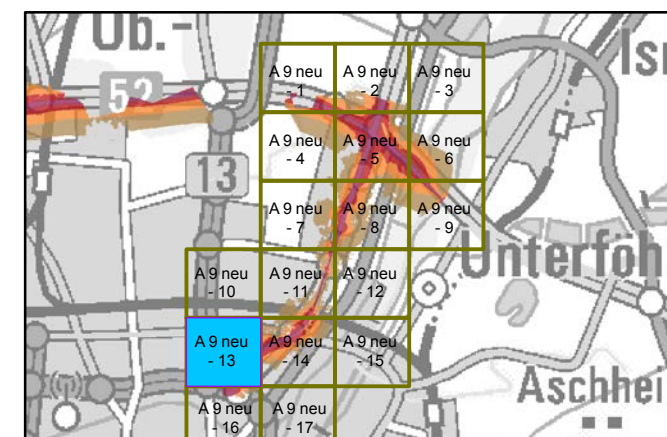 Ob.-
Isr
52
13
A 9 neu
- 1
A 9 neu
- 2
A 9 neu
- 3
A 9 neu
- 4
A 9 neu
- 5
A 9 neu
- 6
A 9 neu
- 7
A 9 neu
- 8
A 9 neu
- 9
Unterföh
A 9 neu
- 10
A 9 neu
- 11
A 9 neu
- 12
A 9 neu
- 13
A 9 neu
- 14
A 9 neu
- 15
Aschhei
A 9 neu
- 16
A 9 neu
- 17